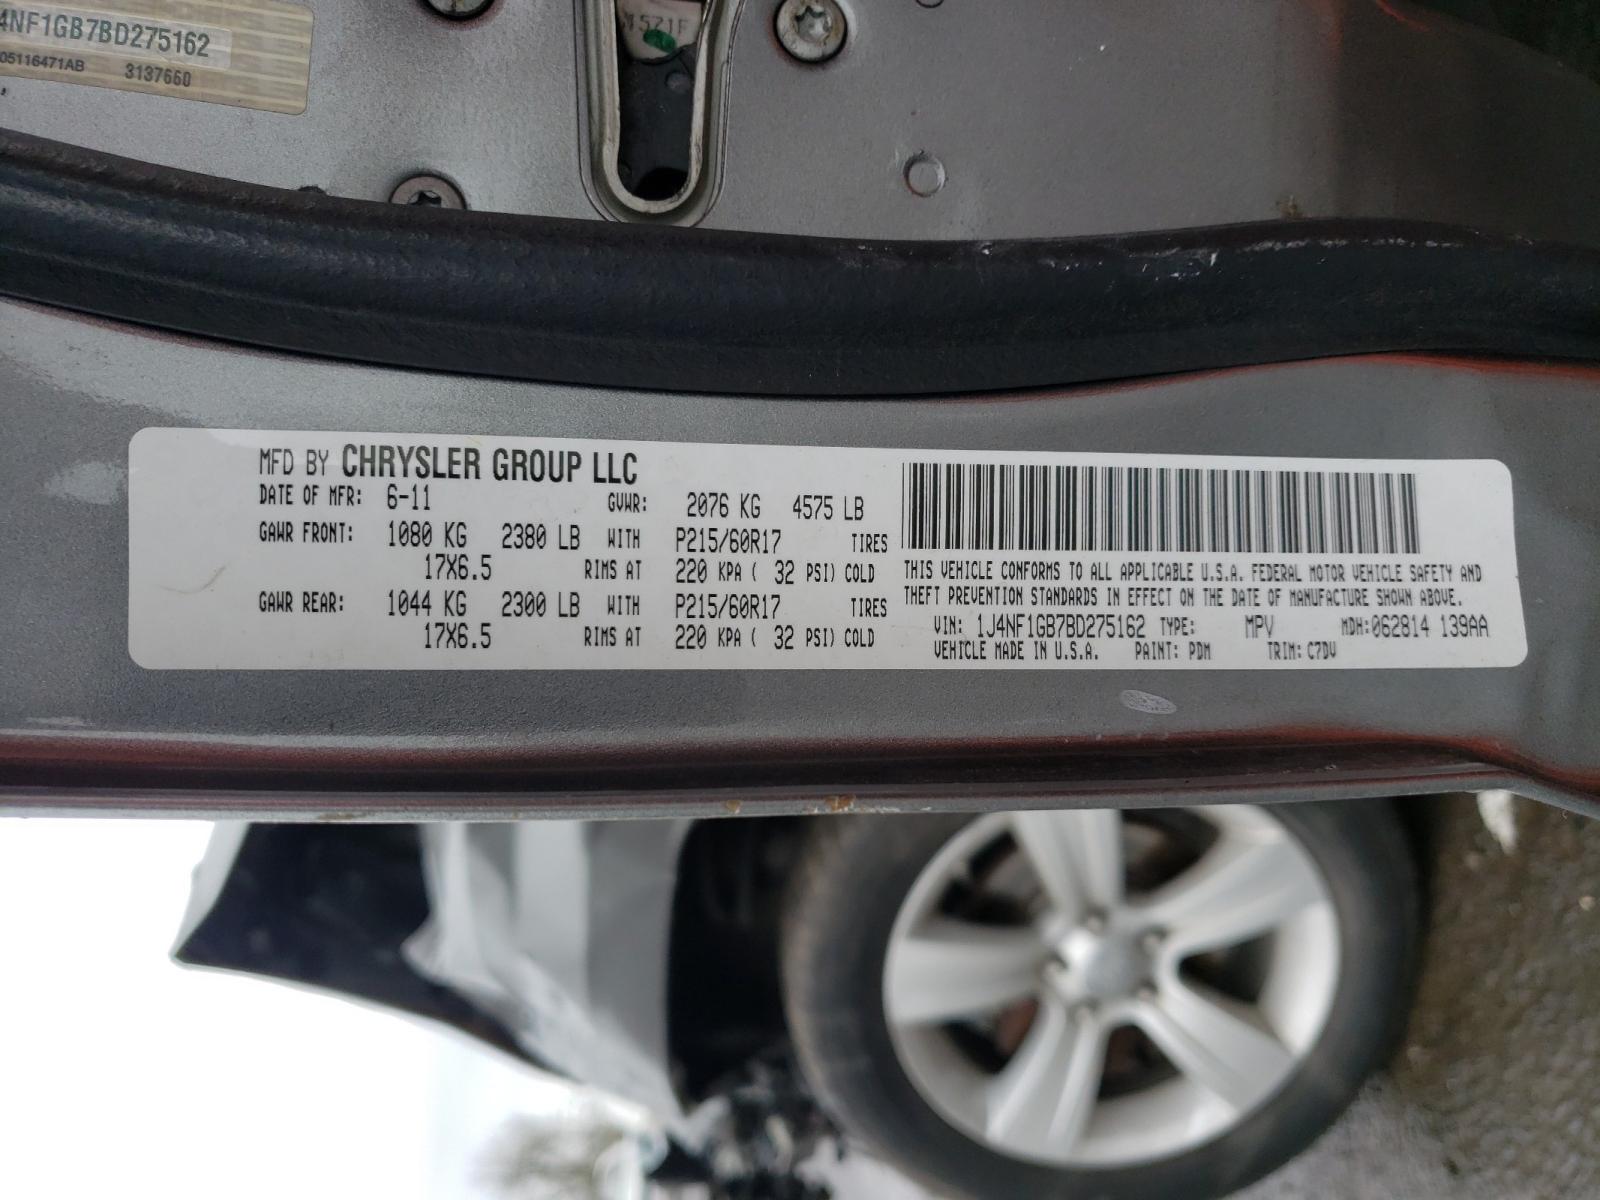 4NF1GB7BD275162
05116471AB 3137660
1571F
MFD BY CHRYSLER GROUP LLC
DATE OF MFR: 6-11 GVWR: 2076 KG 4575 LB
GAWR FRONT: 1080 KG 2380 LB WITH P215/60R17 TIRES
17X6.5 RIMS AT 220 KPA ( 32 PSI) COLD
GAWR REAR: 1044 KG 2300 LB WITH P215/60R17 TIRES
17X6.5 RIMS AT 220 KPA ( 32 PSI) COLD
THIS VEHICLE CONFORMS TO ALL APPLICABLE U.S.A. FEDERAL MOTOR VEHICLE SAFETY AND
THEFT PREVENTION STANDARDS IN EFFECT ON THE DATE OF MANUFACTURE SHOWN ABOVE.
VIN: 1J4NF1GB7BD275162 TYPE: MPV MDH:062814 139AA
VEHICLE MADE IN U.S.A. PAINT: PDM TRIM: C7DV